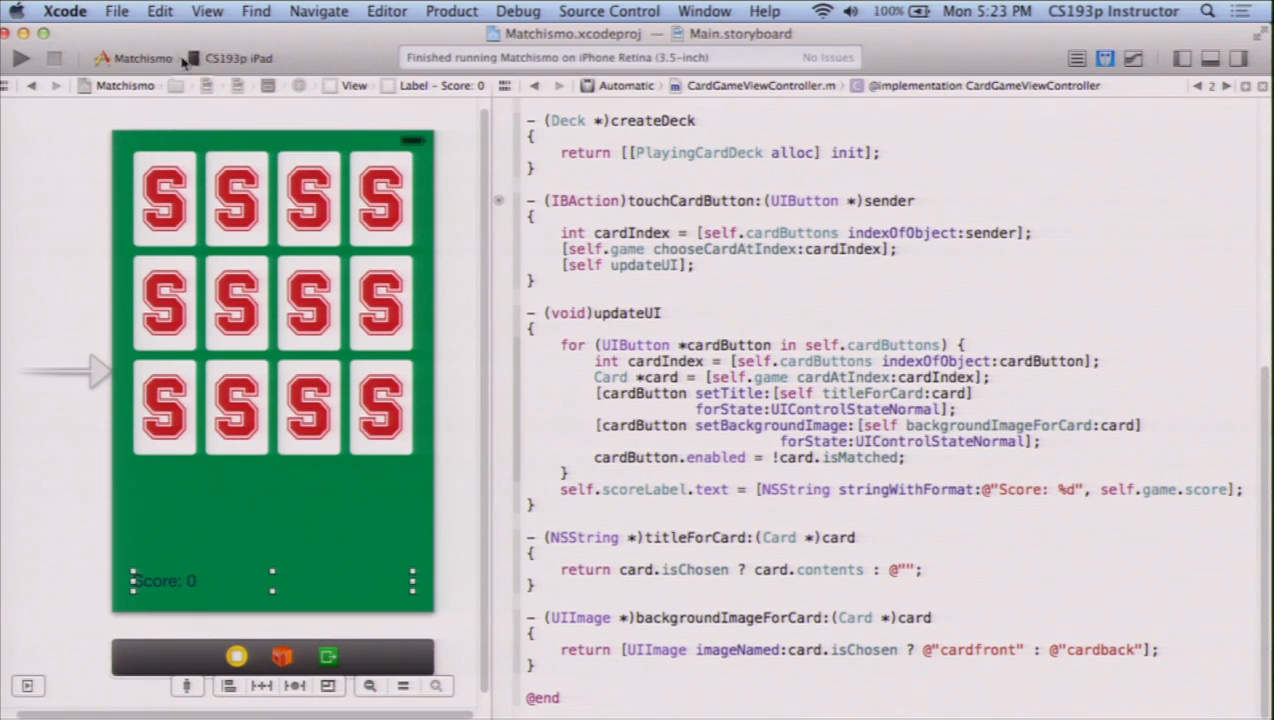 Xcode File Edit View Find Navigate Editor Product Debug Source Control Window Help 100% Mon 5:23 PM CS193p Instructor
Matchismo.xcodeproj — Main.storyboard
Matchismo CS193p iPad Finished running Matchismo on iPhone Retina (3.5-inch) No Issues
Matchismo View Label – Score: 0 Automatic CardGameViewController.m @implementation CardGameViewController 2
- (Deck *)createDeck
{
return [[PlayingCardDeck alloc] init];
}
- (IBAction)touchCardButton:(UIButton *)sender
{
int cardIndex = [self.cardButtons indexOfObject:sender];
[self.game chooseCardAtIndex:cardIndex];
[self updateUI];
}
- (void)updateUI
{
for (UIButton *cardButton in self.cardButtons) {
int cardIndex = [self.cardButtons indexOfObject:cardButton];
Card *card = [self.game cardAtIndex:cardIndex];
[cardButton setTitle:[self titleForCard:card]
forState:UIControlStateNormal];
[cardButton setBackgroundImage:[self backgroundImageForCard:card]
forState:UIControlStateNormal];
cardButton.enabled = !card.isMatched;
}
self.scoreLabel.text = [NSString stringWithFormat:@"Score: %d", self.game.score];
}
- (NSString *)titleForCard:(Card *)card
{
return card.isChosen ? card.contents : @"";
}
- (UIImage *)backgroundImageForCard:(Card *)card
{
return [UIImage imageNamed:card.isChosen ? @"cardfront" : @"cardback"];
}
@end
S S S S
S S S S
S S S S
Score: 0